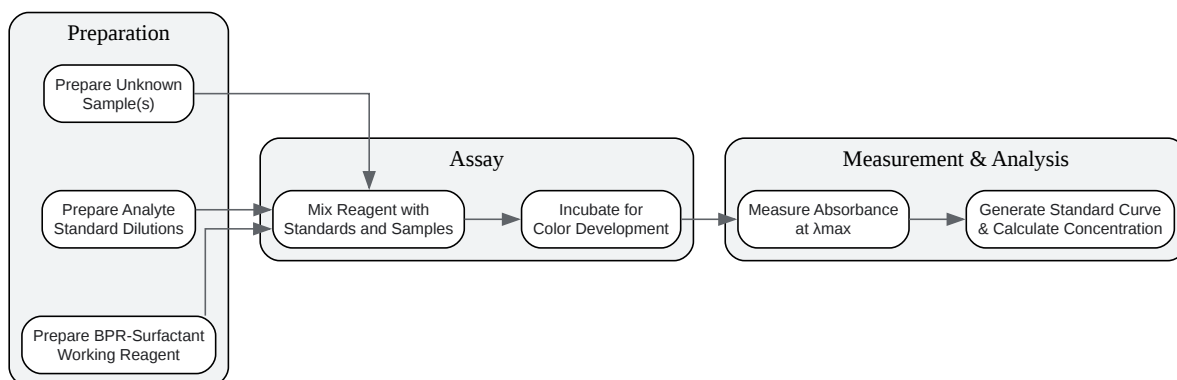 Preparation
Prepare Unknown
Sample(s)
Prepare Analyte
Standard Dilutions
Prepare BPR-Surfactant
Working Reagent
Assay
Mix Reagent with
Standards and Samples
Incubate for
Color Development
Measurement & Analysis
Measure Absorbance
at λmax
Generate Standard Curve
& Calculate Concentration